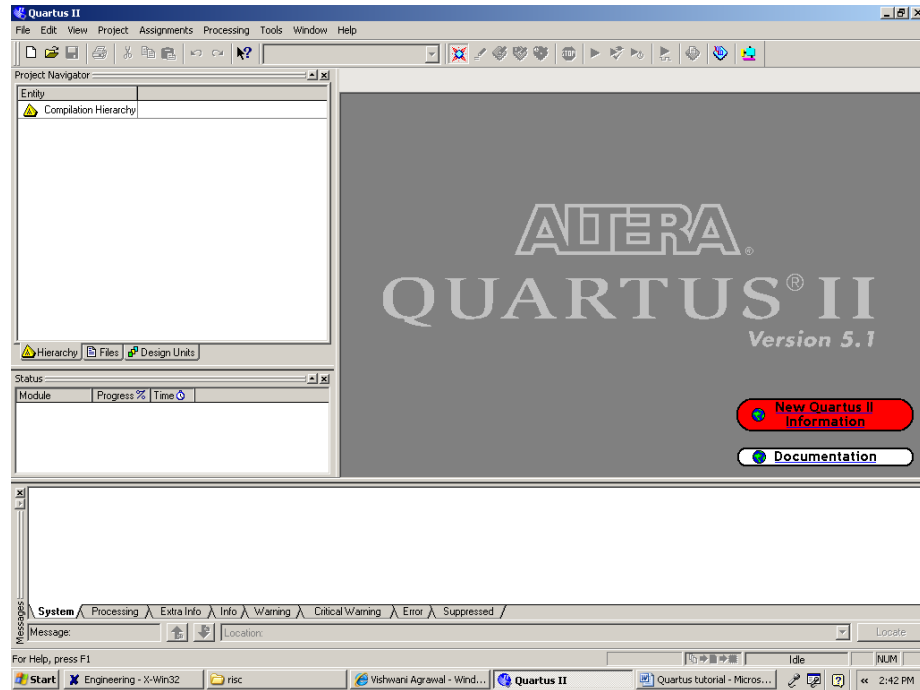 Quartus II
File Edit View Project Assignments Processing Tools Window Help
Project Navigator
Entity
Compilation Hierarchy
Hierarchy Files Design Units
Status
Module Progress % Time
ALTERA®
QUARTUS® II
Version 5.1
New Quartus II
Information
Documentation
System Processing Extra Info Info Warning Critical Warning Error Suppressed
Messages
Message: Location: Locate
For Help, press F1 Idle NUM
Start Engineering - X-Win32 risc Vishwani Agrawal - Wind... Quartus II Quartus tutorial - Micros... « 2:42 PM